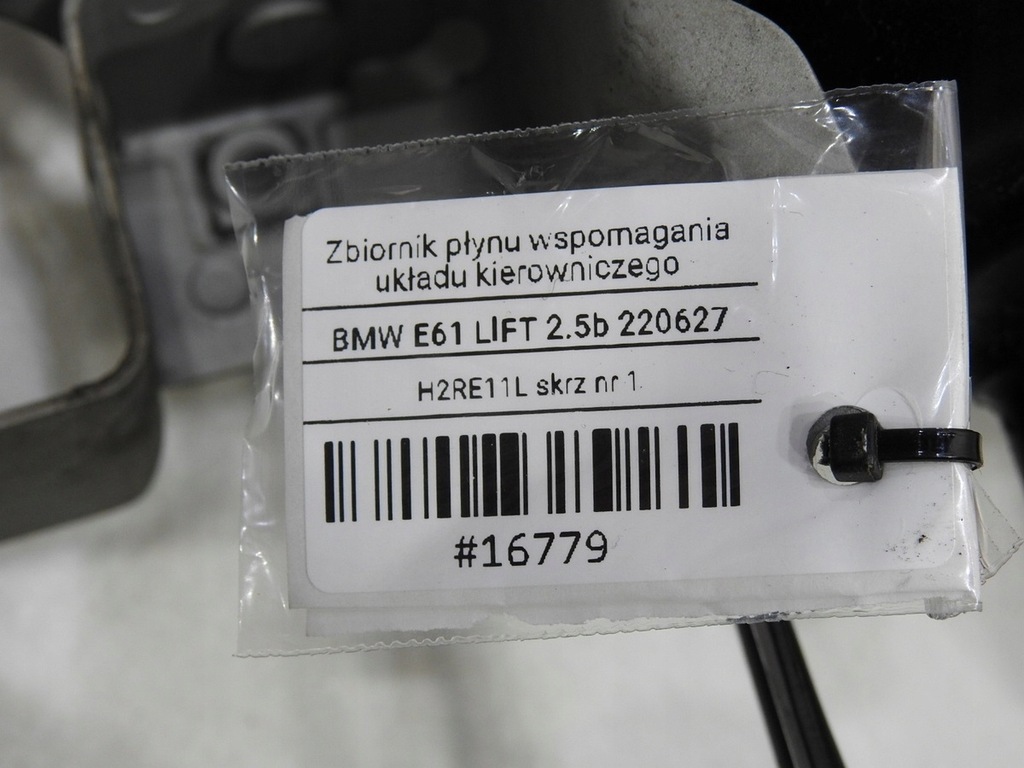 Zbiornik płynu wspomagania
układu kierowniczego
BMW E61 LIFT 2.5b 220627
H2RE11L skrz nr 1
#16779